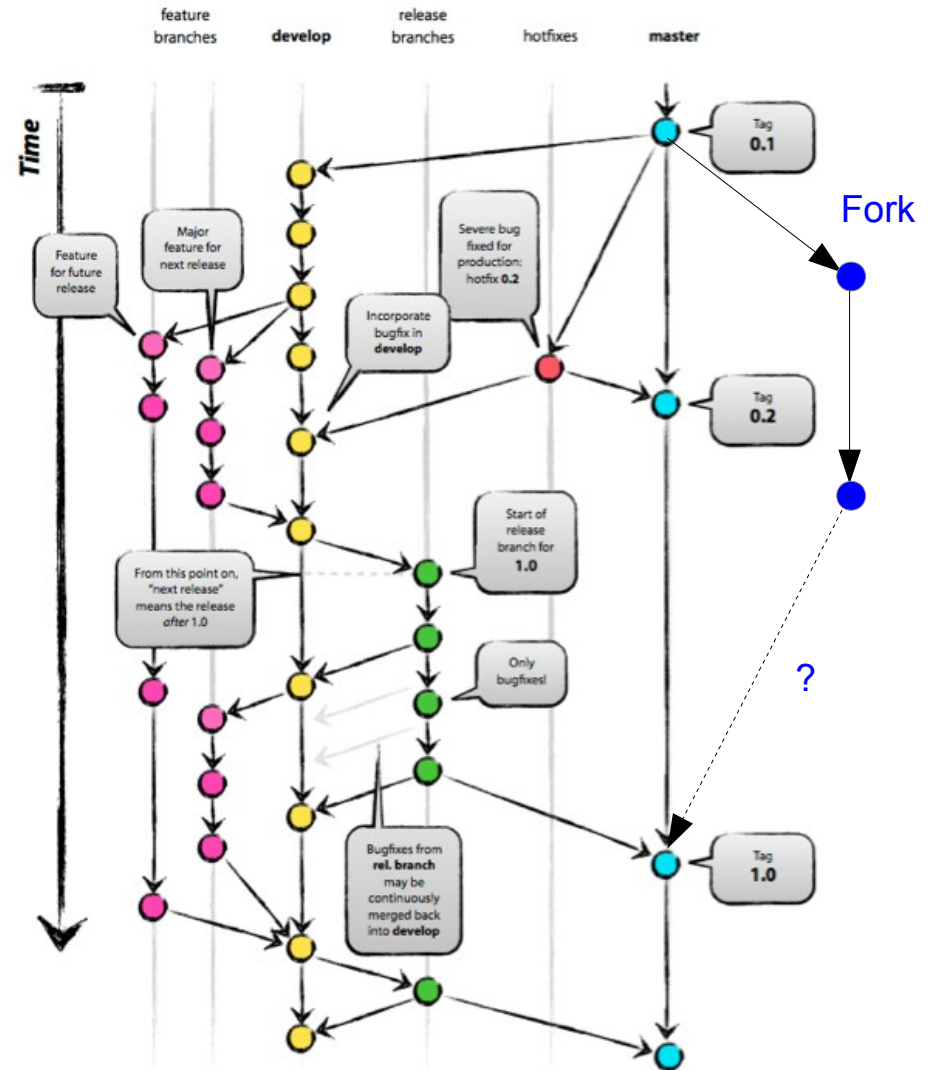 feature
branches
develop
release
branches
hotfixes
master
Time
Tag
0.1
Fork
Major
feature for
next release
Severe bug
fixed for
production:
hotfix 0.2
Feature
for future
release
Incorporate
bugfix in
develop
Tag
0.2
Start of
release
branch for
1.0
From this point on,
"next release"
means the release
after 1.0
Only
bugfixes!
?
Bugfixes from
rel. branch
may be
continuously
merged back
into develop
Tag
1.0